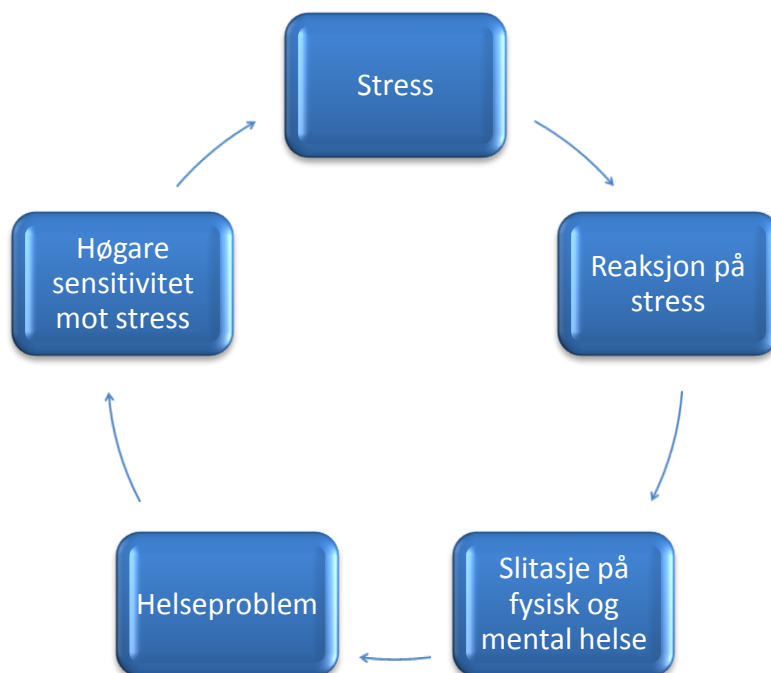 Stress
Reaksjon på
stress
Slitasje på
fysisk og
mental helse
Helseproblem
Høgare
sensitivitet
mot stress